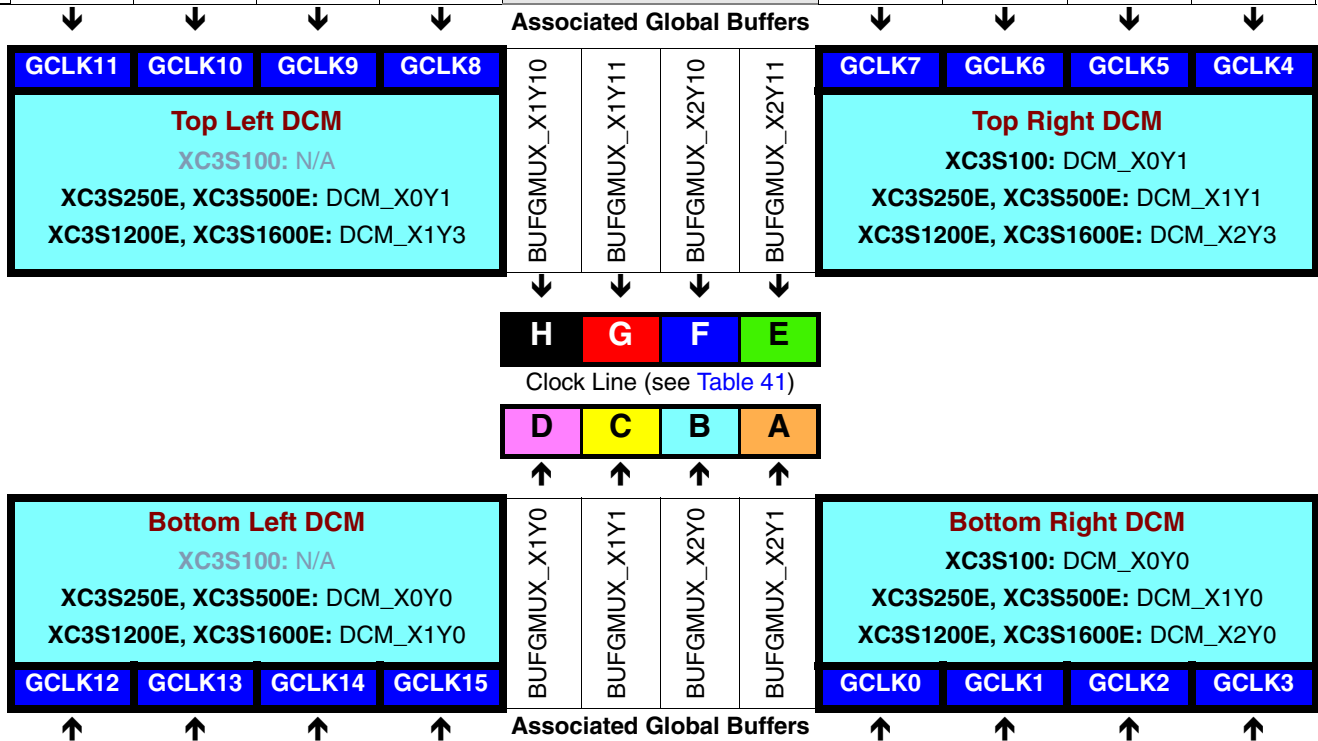 Associated Global Buffers
GCLK11 GCLK10 GCLK9 GCLK8
Top Left DCM
XC3S100: N/A
XC3S250E, XC3S500E: DCM_X0Y1
XC3S1200E, XC3S1600E: DCM_X1Y3
BUFGMUX_X1Y10
BUFGMUX_X1Y11
BUFGMUX_X2Y10
BUFGMUX_X2Y11
GCLK7 GCLK6 GCLK5 GCLK4
Top Right DCM
XC3S100: DCM_X0Y1
XC3S250E, XC3S500E: DCM_X1Y1
XC3S1200E, XC3S1600E: DCM_X2Y3
H G F E
Clock Line (see Table 41)
D C B A
Bottom Left DCM
XC3S100: N/A
XC3S250E, XC3S500E: DCM_X0Y0
XC3S1200E, XC3S1600E: DCM_X1Y0
GCLK12 GCLK13 GCLK14 GCLK15
BUFGMUX_X1Y0
BUFGMUX_X1Y1
BUFGMUX_X2Y0
BUFGMUX_X2Y1
Bottom Right DCM
XC3S100: DCM_X0Y0
XC3S250E, XC3S500E: DCM_X1Y0
XC3S1200E, XC3S1600E: DCM_X2Y0
GCLK0 GCLK1 GCLK2 GCLK3
Associated Global Buffers